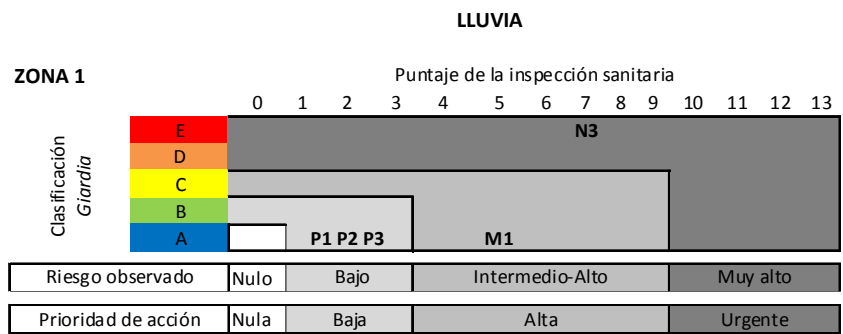 LLUVIA
ZONA 1
Puntaje de la inspección sanitaria
0 1 2 3 4 5 6 7 8 9 10 11 12 13
Clasificación
Giardia
E N3
D
C
B
A P1 P2 P3 M1
Riesgo observado Nulo Bajo Intermedio-Alto Muy alto
Prioridad de acción Nula Baja Alta Urgente